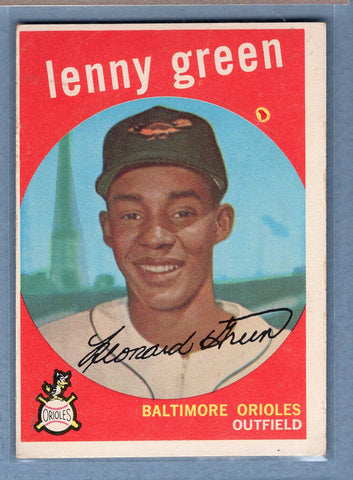 lenny green
Leonard Green
ORIOLES
BALTIMORE ORIOLES
OUTFIELD